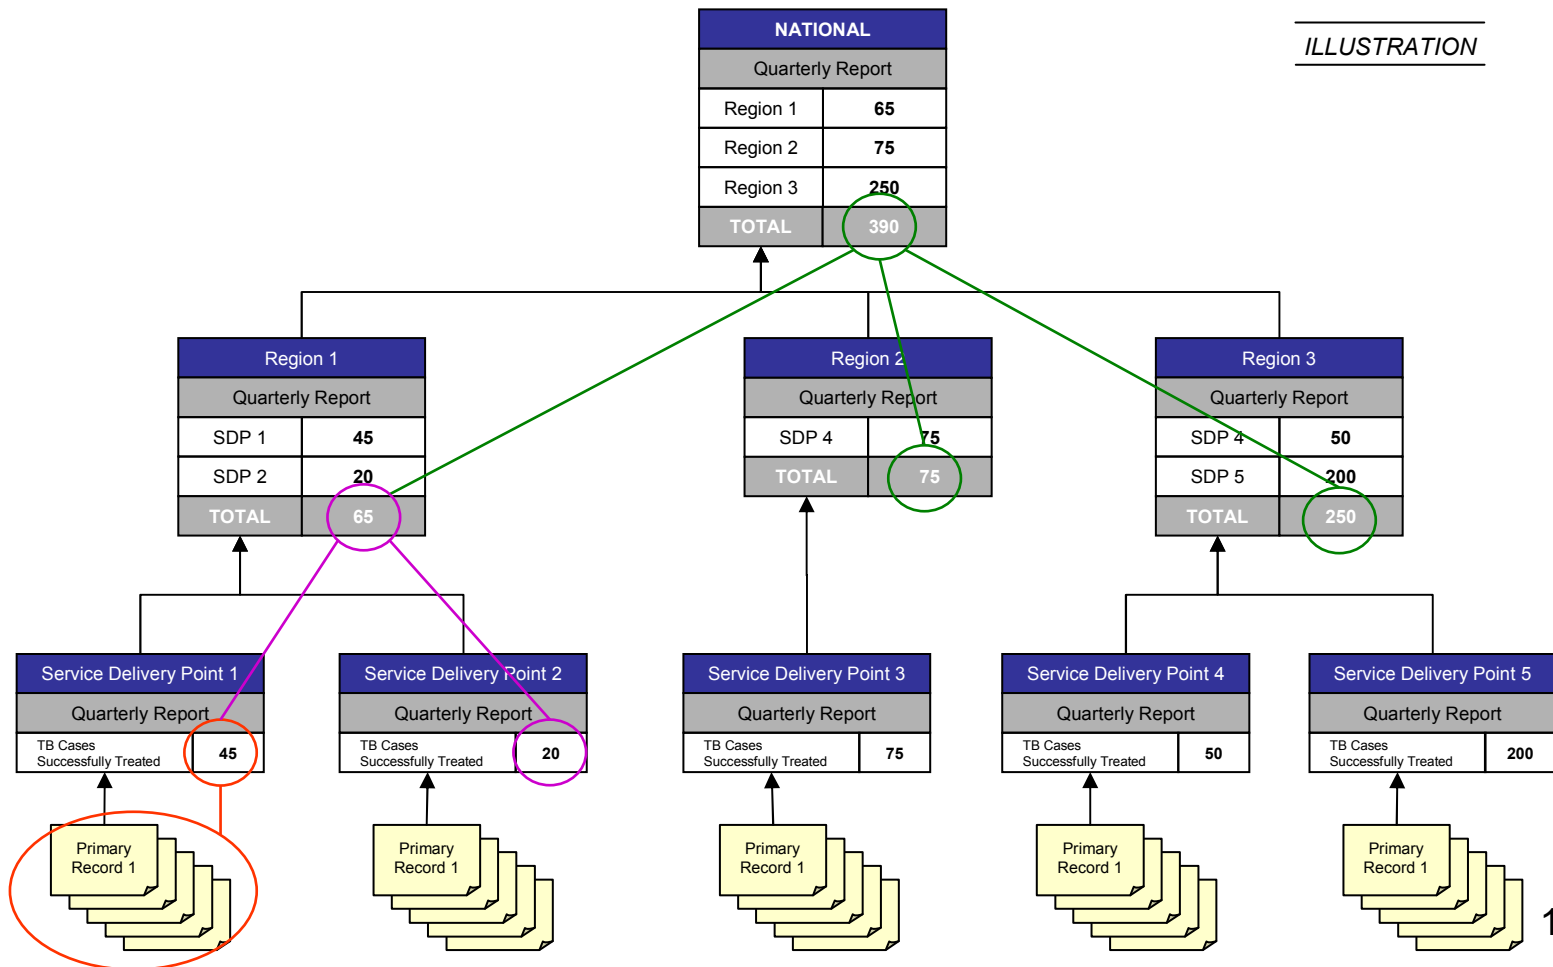 ILLUSTRATION
NATIONAL
Quarterly Report
Region 1 65
Region 2 75
Region 3 250
TOTAL 390
Region 1
Quarterly Report
SDP 1 45
SDP 2 20
TOTAL 65
Region 2
Quarterly Report
SDP 4 75
TOTAL 75
Region 3
Quarterly Report
SDP 4 50
SDP 5 200
TOTAL 250
Service Delivery Point 1
Quarterly Report
TB Cases
Successfully Treated 45
Service Delivery Point 2
Quarterly Report
TB Cases
Successfully Treated 20
Service Delivery Point 3
Quarterly Report
TB Cases
Successfully Treated 75
Service Delivery Point 4
Quarterly Report
TB Cases
Successfully Treated 50
Service Delivery Point 5
Quarterly Report
TB Cases
Successfully Treated 200
Primary
Record 1
Primary
Record 1
Primary
Record 1
Primary
Record 1
Primary
Record 1
1